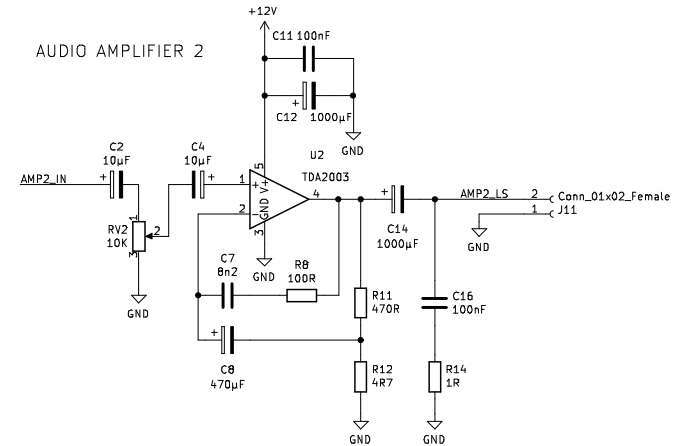 +12V
C11 100nF
AUDIO AMPLIFIER 2
+
C12 1000µF
GND
C2
10µF
C4
10µF
U2
TDA2003
5
V+
AMP2_IN
+
+
1
+
4
+
AMP2_LS
2
Conn_01x02_Female
2
-
GND
1
J11
1
RV2
10K
2
3
3
C14
1000µF
GND
GND
C7
8n2
R8
100R
GND
R11
470R
C16
100nF
+
C8
470µF
R12
4R7
R14
1R
GND
GND